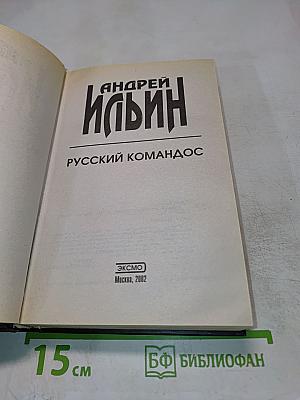 АНДРЕЙ
ИЛЬИН
РУССКИЙ КОМАНДОС
ЭКСМО
Москва, 2002
15 см
БФ БИБЛИОФАН